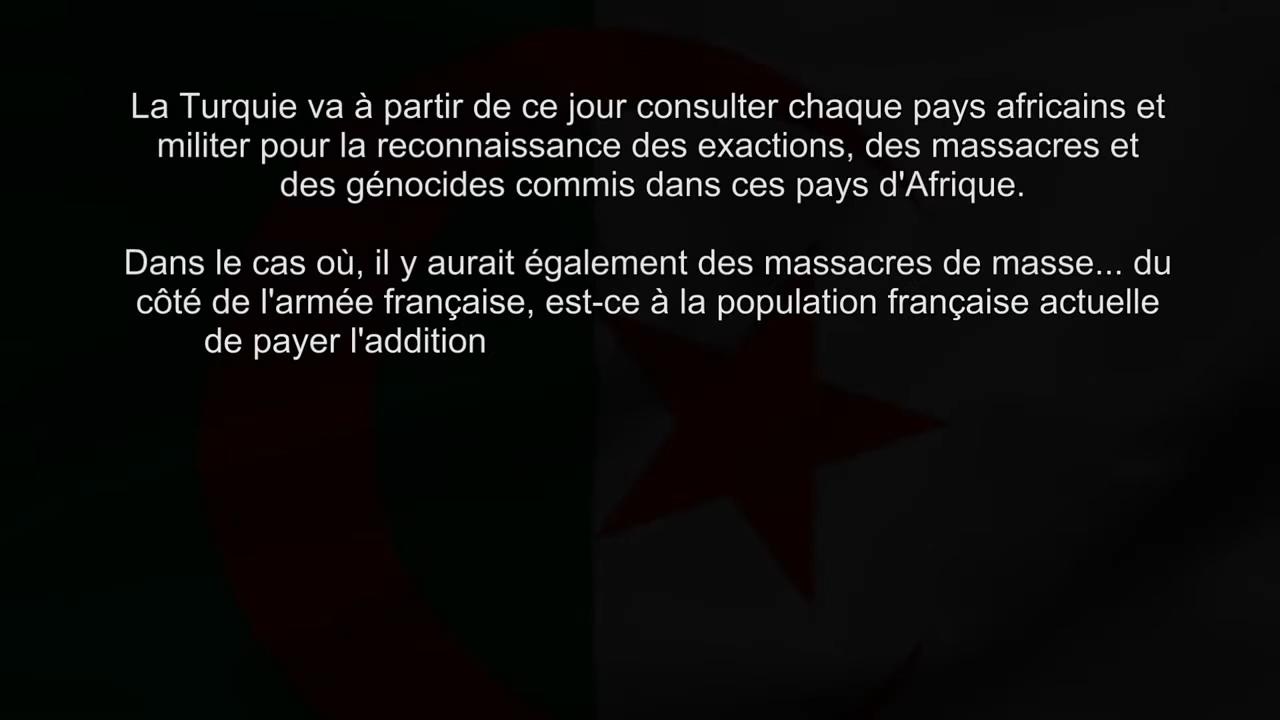 La Turquie va à partir de ce jour consulter chaque pays africains et
militer pour la reconnaissance des exactions, des massacres et
des génocides commis dans ces pays d'Afrique.
Dans le cas où, il y aurait également des massacres de masse... du
côté de l'armée française, est-ce à la population française actuelle
de payer l'addition